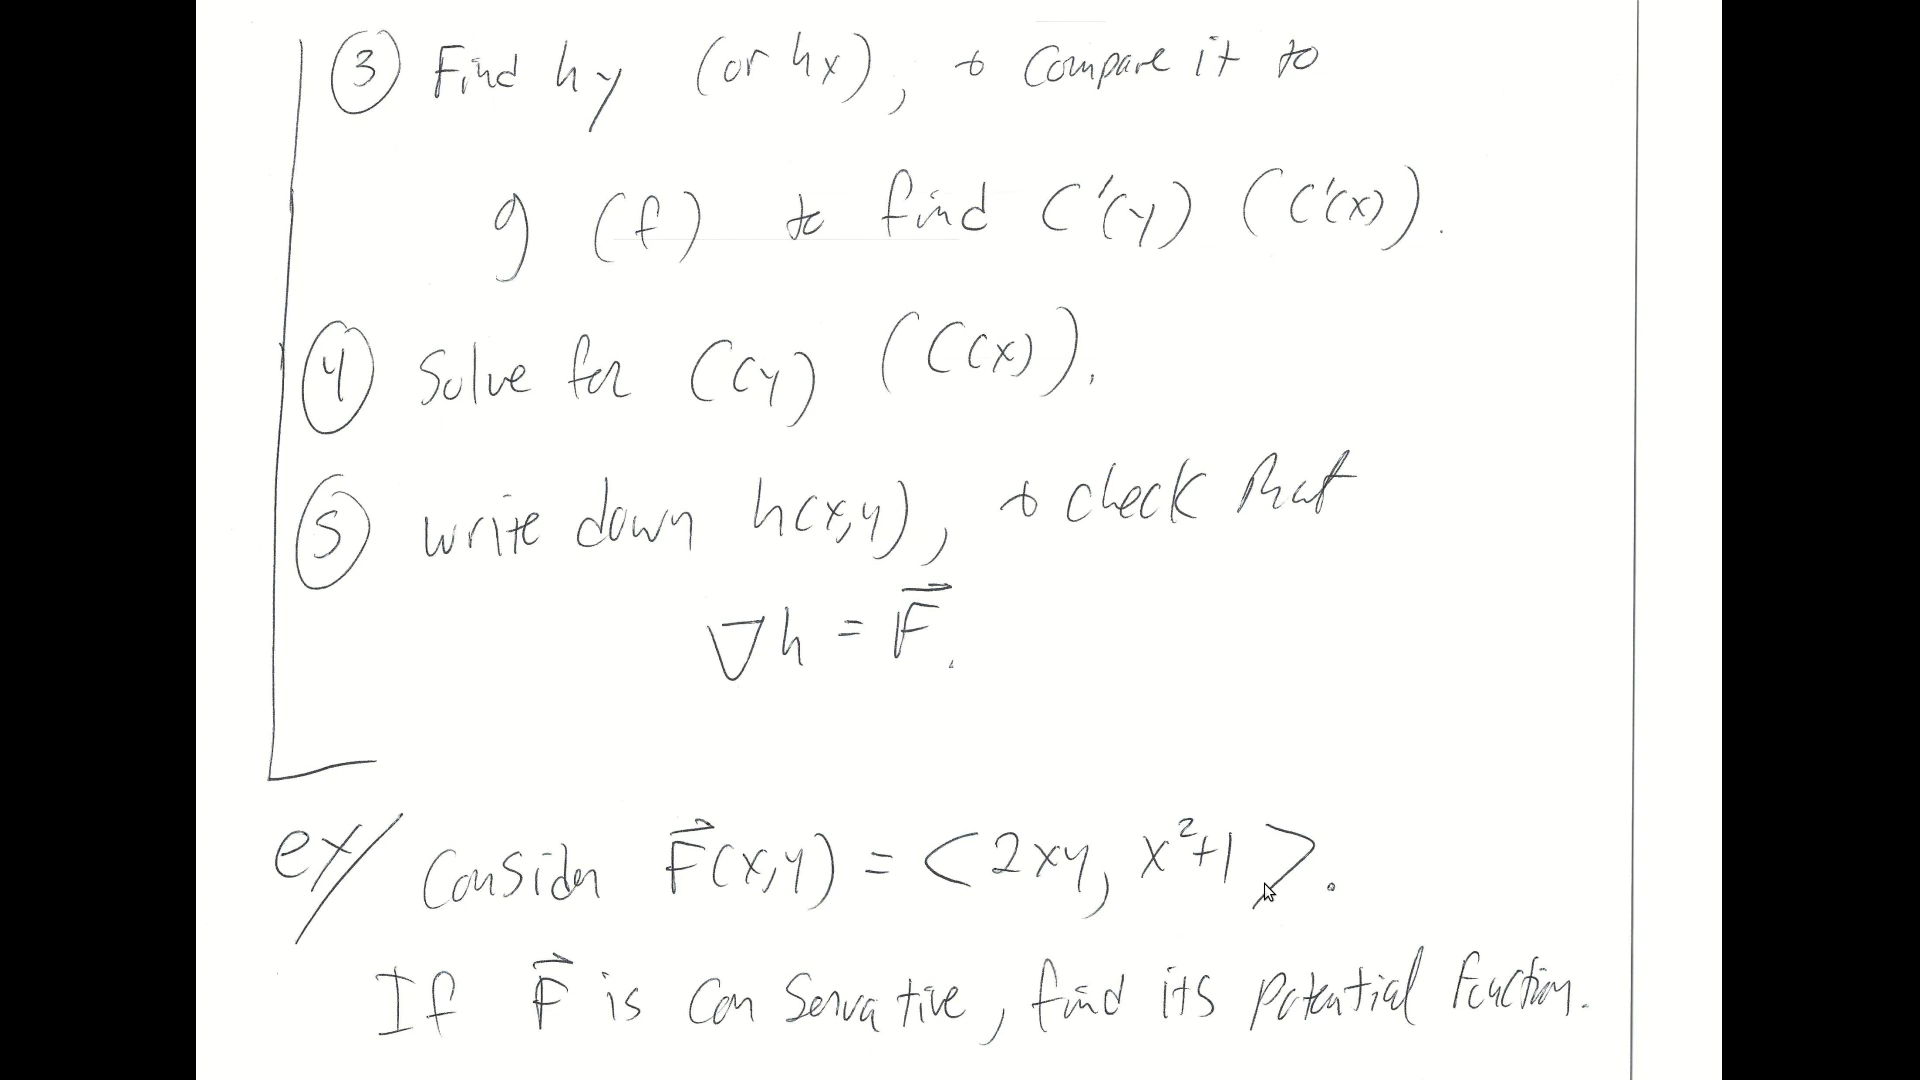 ③ Find hy (or hx), & compare it to
g (f) to find C'(y) (C'(x)).
④ Solve for C(y) (C(x)).
⑤ write down h(x,y), & check that
∇h = F⃗.
ex/ Consider F⃗(x,y) = <2xy, x²+1>.
If F⃗ is conservative, find its potential function.